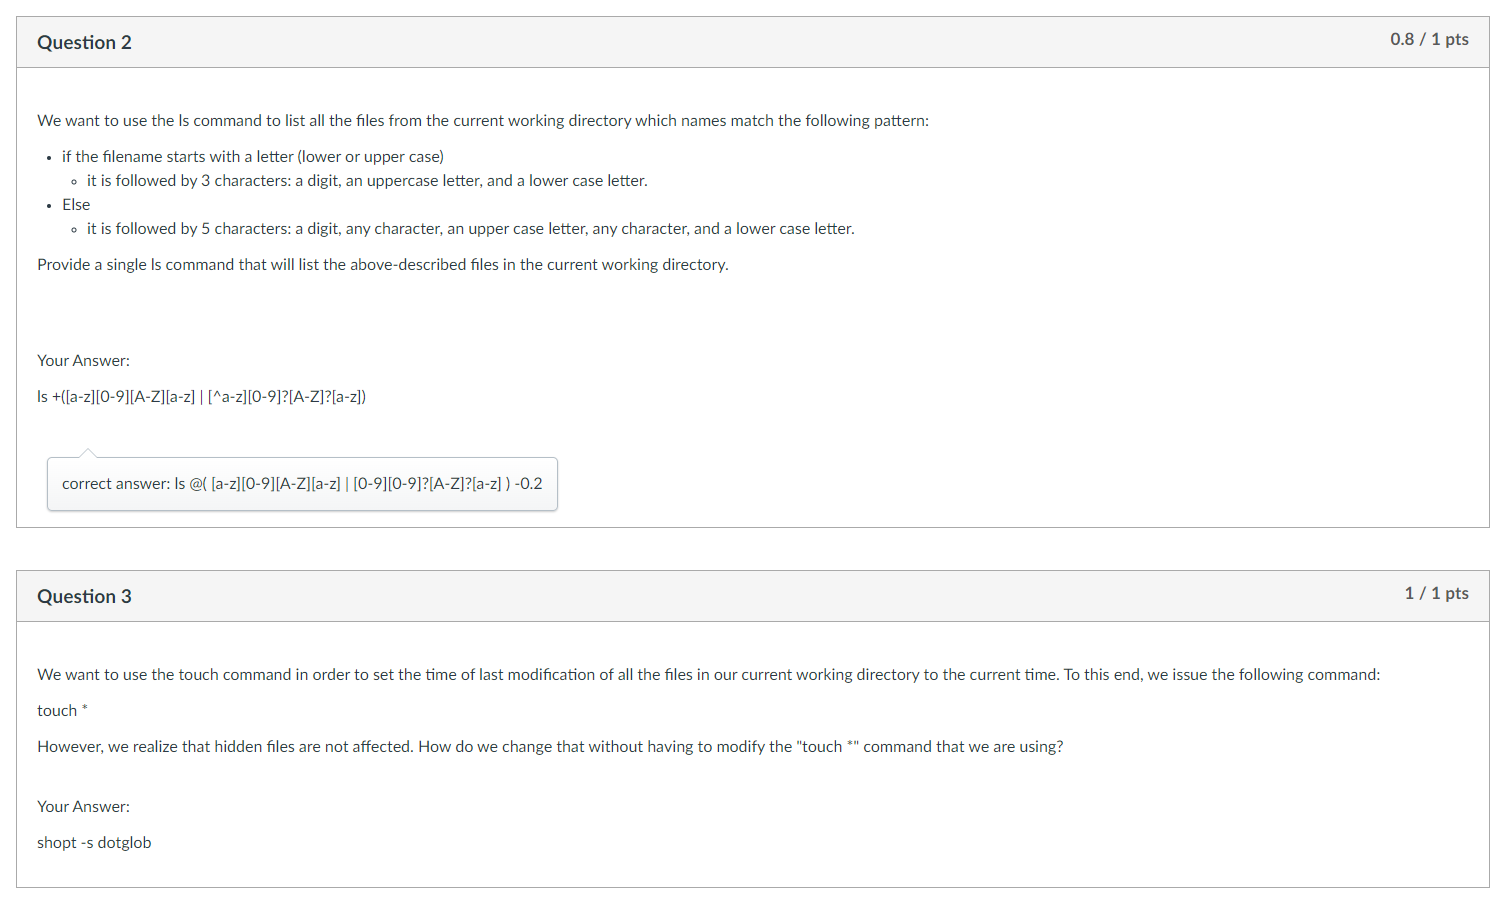 Question 2
0.8 / 1 pts
We want to use the ls command to list all the files from the current working directory which names match the following pattern:
• if the filename starts with a letter (lower or upper case)
◦ it is followed by 3 characters: a digit, an uppercase letter, and a lower case letter.
• Else
◦ it is followed by 5 characters: a digit, any character, an upper case letter, any character, and a lower case letter.
Provide a single ls command that will list the above-described files in the current working directory.
Your Answer:
ls +([a-z][0-9][A-Z][a-z] | [^a-z][0-9]?[A-Z]?[a-z])
correct answer: ls @( [a-z][0-9][A-Z][a-z] | [0-9][0-9]?[A-Z]?[a-z] ) -0.2
Question 3
1 / 1 pts
We want to use the touch command in order to set the time of last modification of all the files in our current working directory to the current time. To this end, we issue the following command:
touch *
However, we realize that hidden files are not affected. How do we change that without having to modify the "touch *" command that we are using?
Your Answer:
shopt -s dotglob